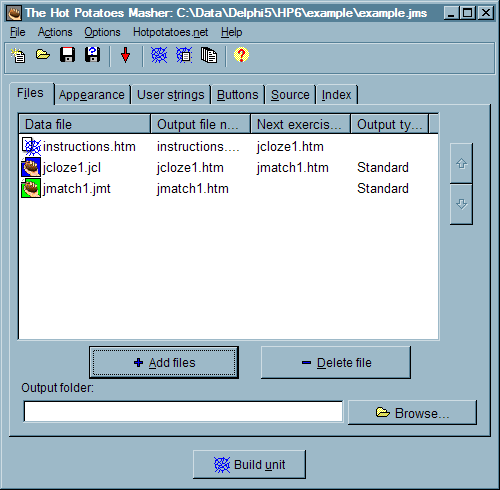 The Hot Potatoes Masher: C:\Data\Delphi5\HP6\example\example.jms
File Actions Options Hotpotatoes.net Help
Files Appearance User strings Buttons Source Index
Data file Output file n... Next exercis... Output ty...
instructions.htm instructions.... jcloze1.htm
jcloze1.jcl jcloze1.htm jmatch1.htm Standard
jmatch1.jmt jmatch1.htm Standard
Add files Delete file
Output folder:
Browse...
Build unit